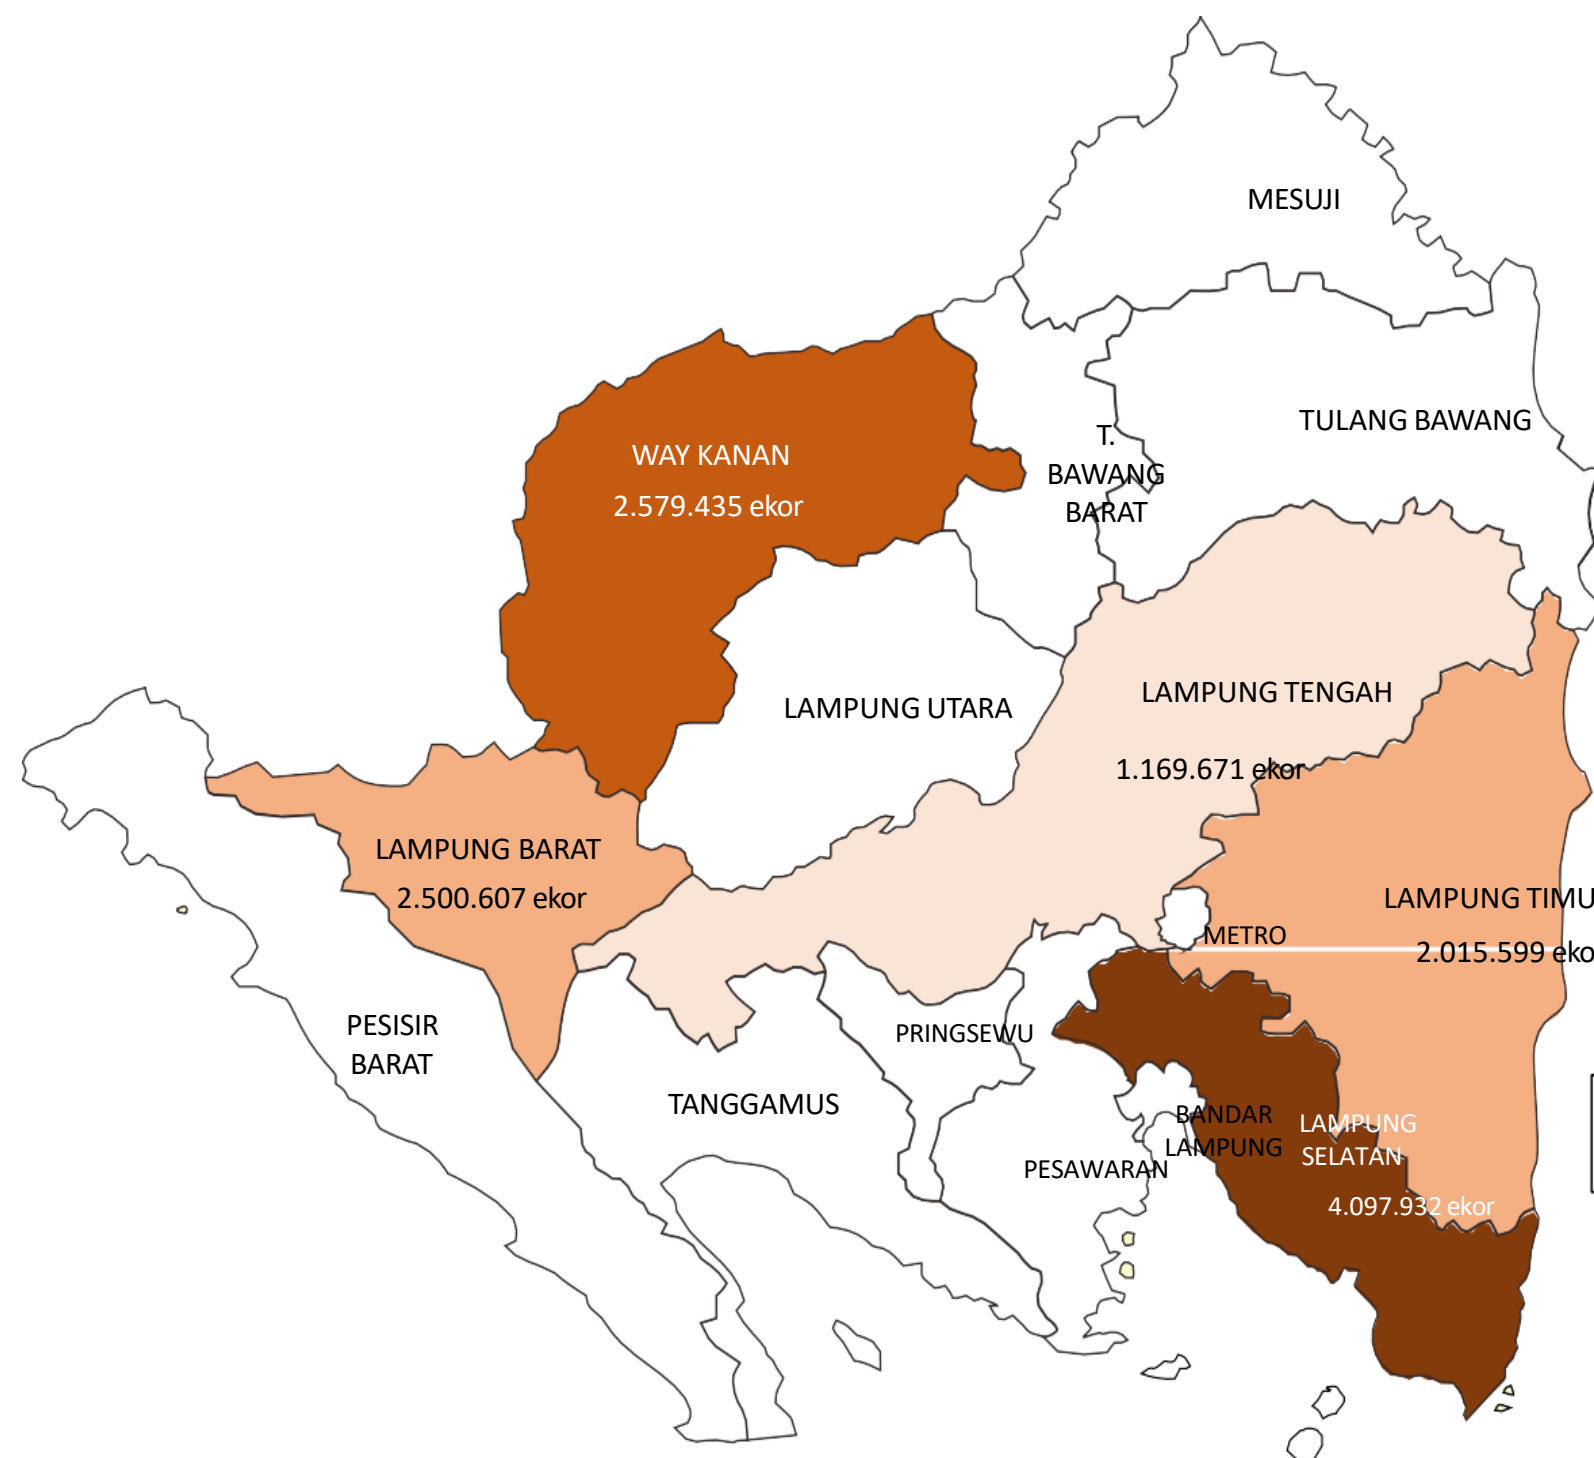 MESUJI
TULANG BAWANG
T.
BAWANG
BARAT
WAY KANAN
2.579.435 ekor
LAMPUNG UTARA
LAMPUNG TENGAH
1.169.671 ekor
LAMPUNG BARAT
2.500.607 ekor
LAMPUNG TIMU
2.015.599 eko
METRO
PESISIR
BARAT
PRINGSEWU
TANGGAMUS
PESAWARAN
BANDAR
LAMPUNG
LAMPUNG
SELATAN
4.097.932 ekor